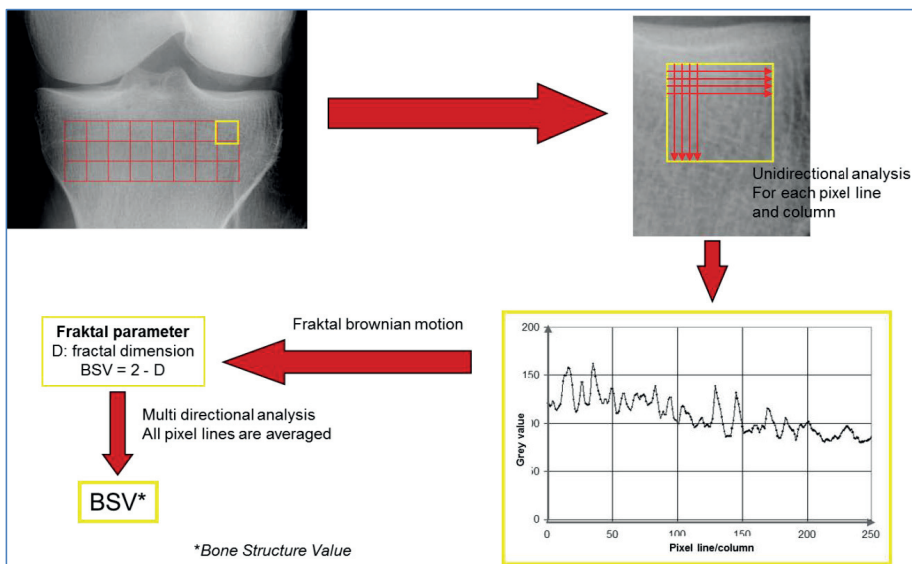 Unidirectional analysis
For each pixel line
and column
200
150
100
50
0
0
50
100
150
200
250
Grey value
Pixel line/column
Fraktal brownian motion
Fraktal parameter
D: fractal dimension
BSV = 2 - D
Multi directional analysis
All pixel lines are averaged
BSV*
*Bone Structure Value